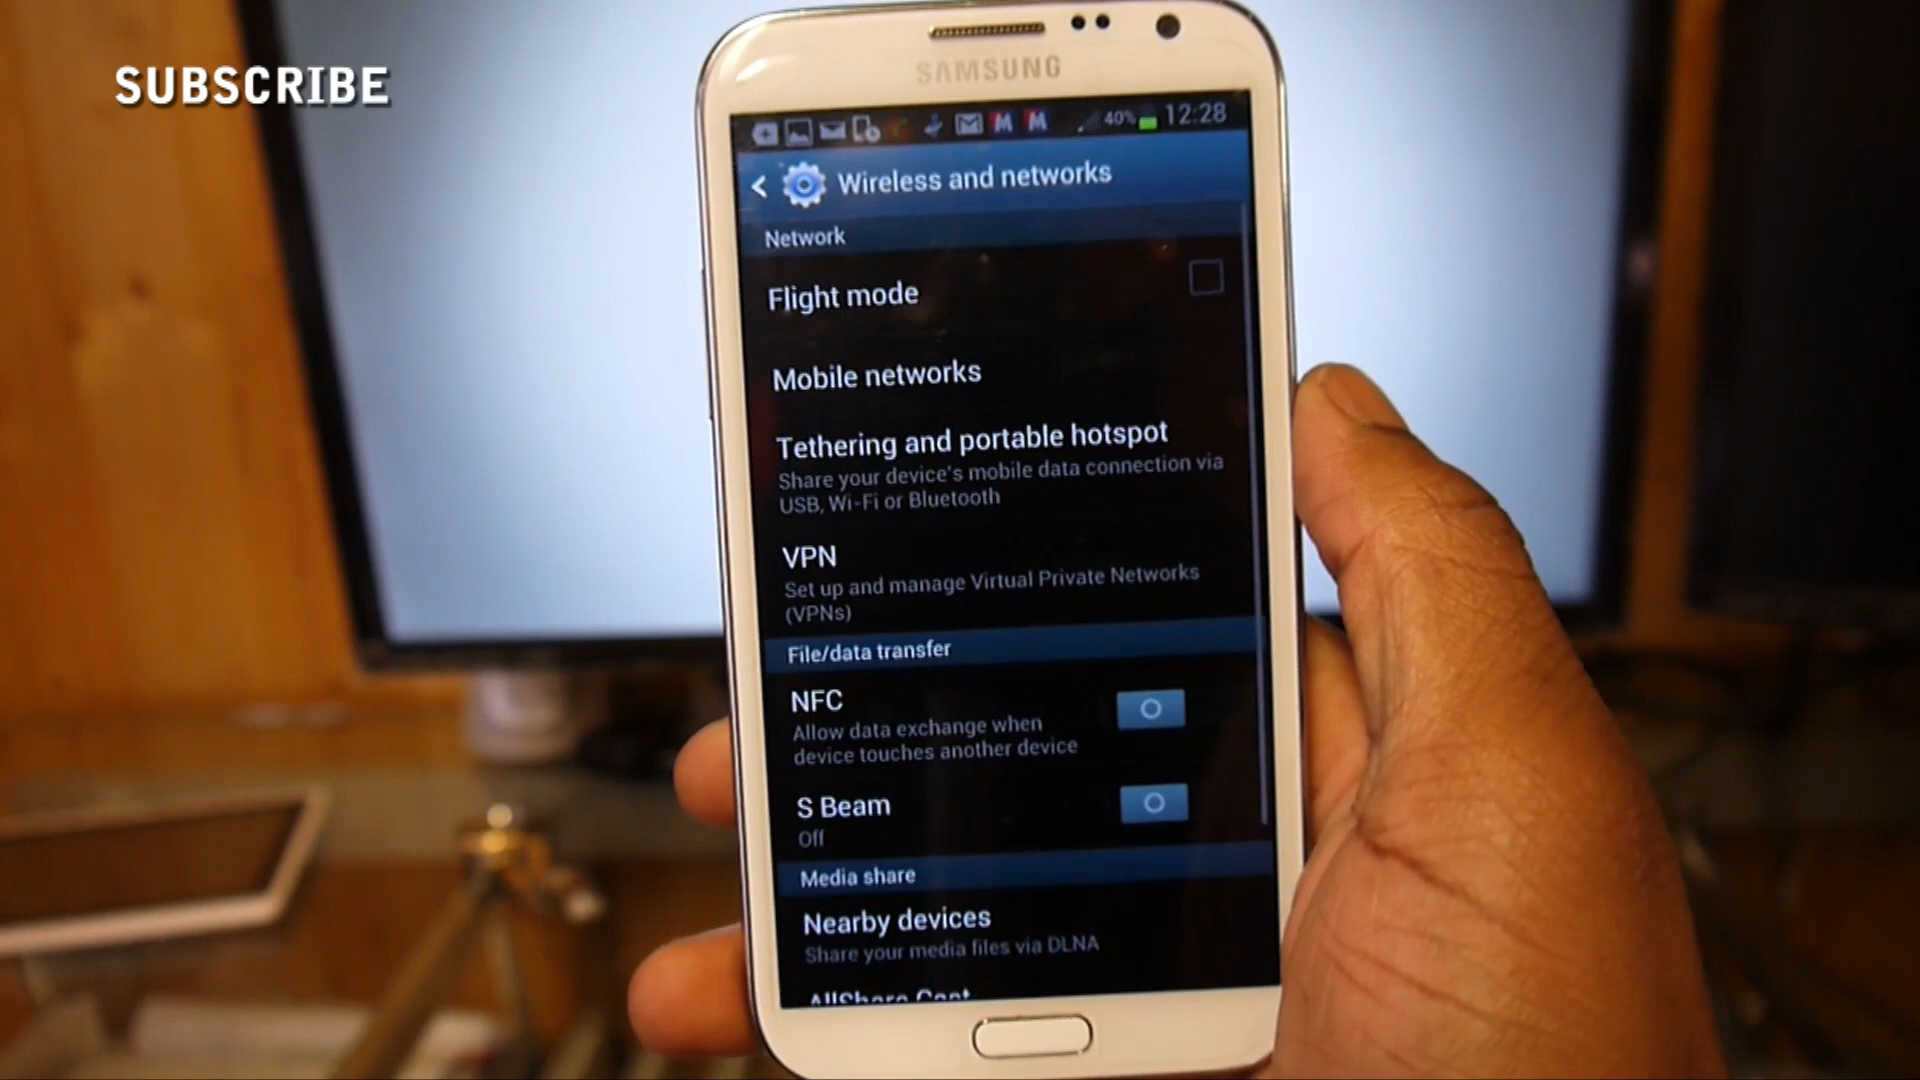 SUBSCRIBE
SAMSUNG
40% 12:28
Wireless and networks
Network
Flight mode
Mobile networks
Tethering and portable hotspot
Share your device's mobile data connection via
USB, Wi-Fi or Bluetooth
VPN
Set up and manage Virtual Private Networks
(VPNs)
File/data transfer
NFC
Allow data exchange when
device touches another device
S Beam
Off
Media share
Nearby devices
Share your media files via DLNA